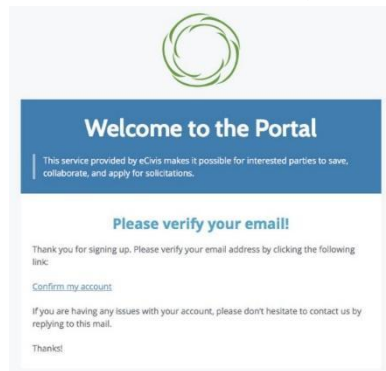 Welcome to the Portal
This service provided by eCivis makes it possible for interested parties to save,
collaborate, and apply for solicitations.
Please verify your email!
Thank you for signing up. Please verify your email address by clicking the following
link:
Confirm my account
If you are having any issues with your account, please don't hesitate to contact us by
replying to this mail.
Thanks!